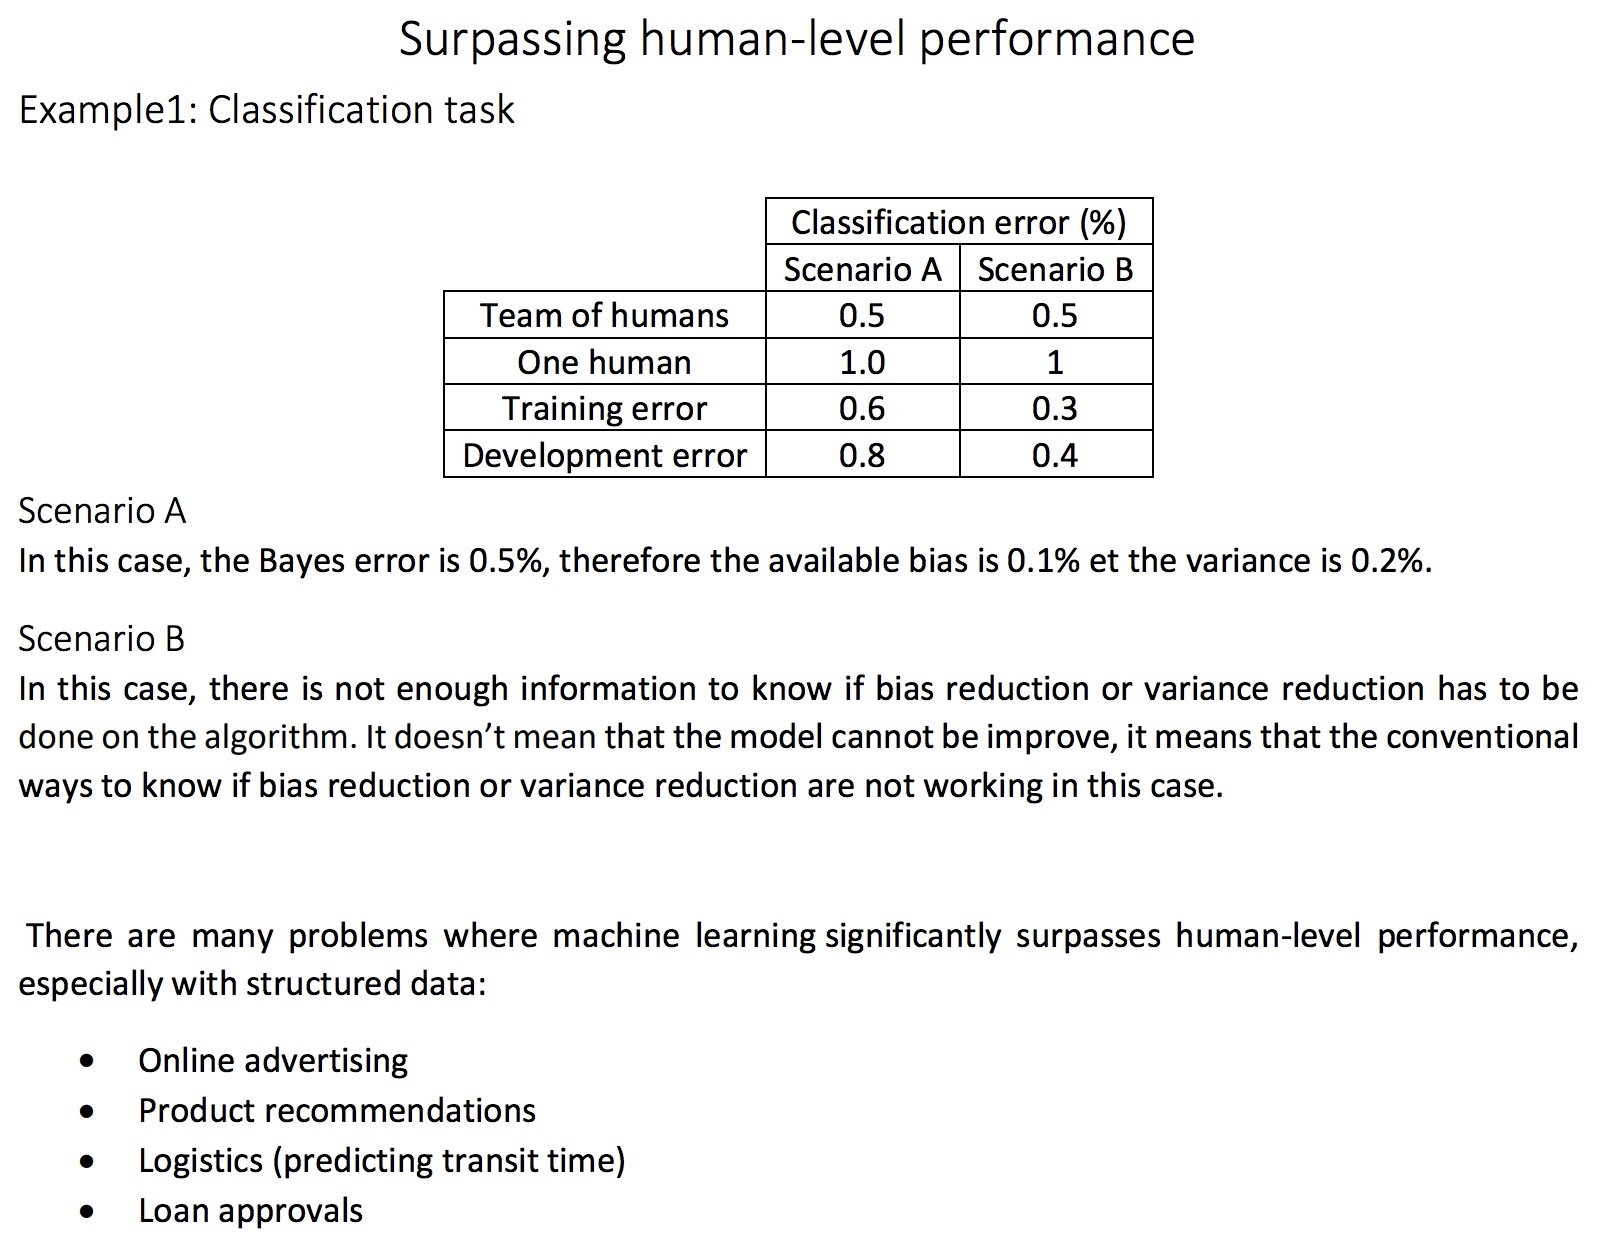 Surpassing human-level performance
Example1: Classification task
Classification error (%)
Scenario A Scenario B
Team of humans 0.5 0.5
One human 1.0 1
Training error 0.6 0.3
Development error 0.8 0.4
Scenario A
In this case, the Bayes error is 0.5%, therefore the available bias is 0.1% et the variance is 0.2%.
Scenario B
In this case, there is not enough information to know if bias reduction or variance reduction has to be
done on the algorithm. It doesn’t mean that the model cannot be improve, it means that the conventional
ways to know if bias reduction or variance reduction are not working in this case.
There are many problems where machine learning significantly surpasses human-level performance,
especially with structured data:
• Online advertising
• Product recommendations
• Logistics (predicting transit time)
• Loan approvals